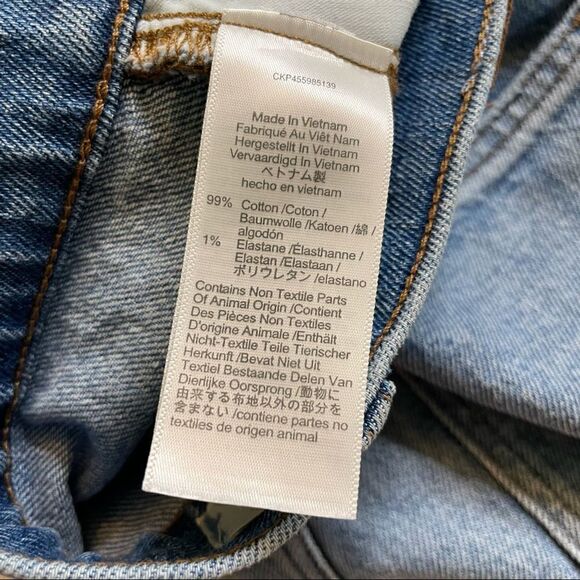 CKP455985139
Made In Vietnam
Fabriqué Au Viêt Nam
Hergestellt In Vietnam
Vervaardigd In Vietnam
ベトナム製
hecho en vietnam
99% Cotton /Coton /
Baumwolle /Katoen /綿 /
algodón
1% Elastane /Élasthanne /
Elastan /Elastaan /
ポリウレタン /elastano
Contains Non Textile Parts
Of Animal Origin /Contient
Des Pièces Non Textiles
D'origine Animale /Enthält
Nicht-Textile Teile Tierischer
Herkunft /Bevat Niet Uit
Textiel Bestaande Delen Van
Dierlijke Oorsprong /動物に
由来する布地以外の部分を
含まない /contiene partes no
textiles de origen animal